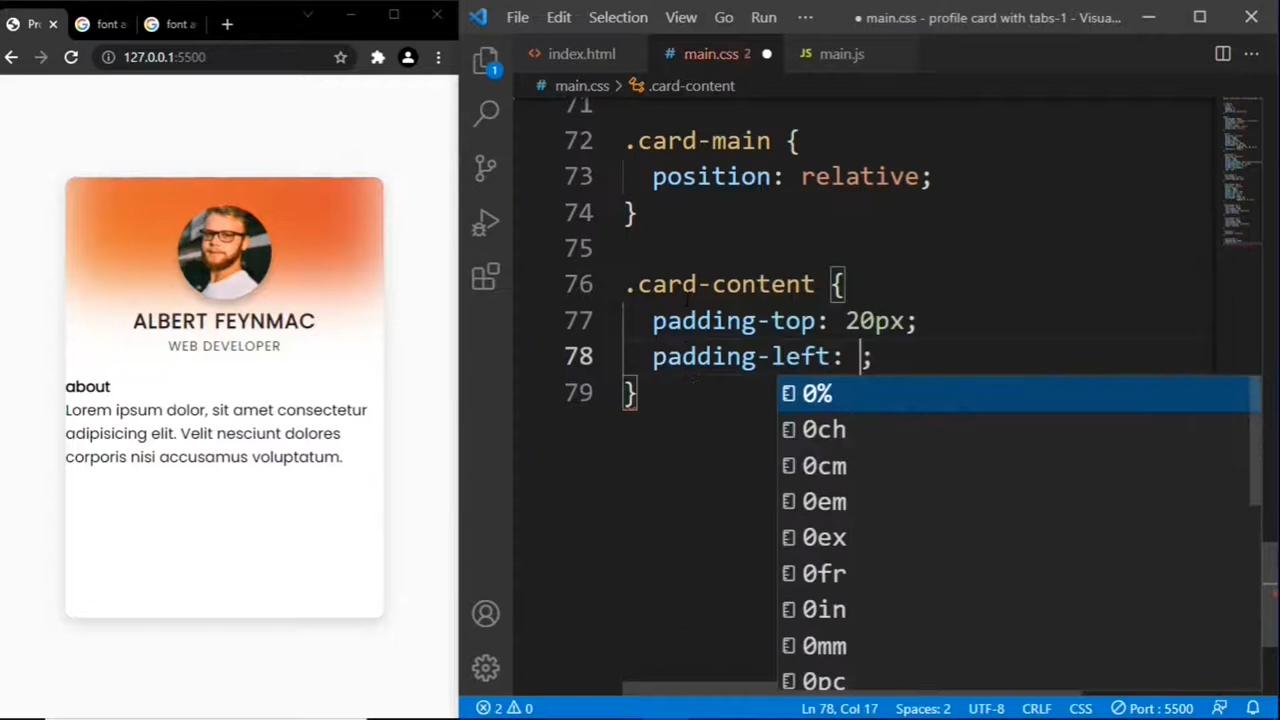 Pr
font a
font a
127.0.0.1:5500
ALBERT FEYNMAC
WEB DEVELOPER
about
Lorem ipsum dolor, sit amet consectetur
adipisicing elit. Velit nesciunt dolores
corporis nisi accusamus voluptatum.
File Edit Selection View Go Run ··· ● main.css - profile card with tabs-1 - Visua...
index.html
# main.css 2 ●
JS main.js
# main.css > .card-content
1
71
72 .card-main {
73 position: relative;
74 }
75
76 .card-content {
77 padding-top: 20px;
78 padding-left: ;
79 }
0%
0ch
0cm
0em
0ex
0fr
0in
0mm
0pc
2 0 Ln 78, Col 17 Spaces: 2 UTF-8 CRLF CSS Port : 5500